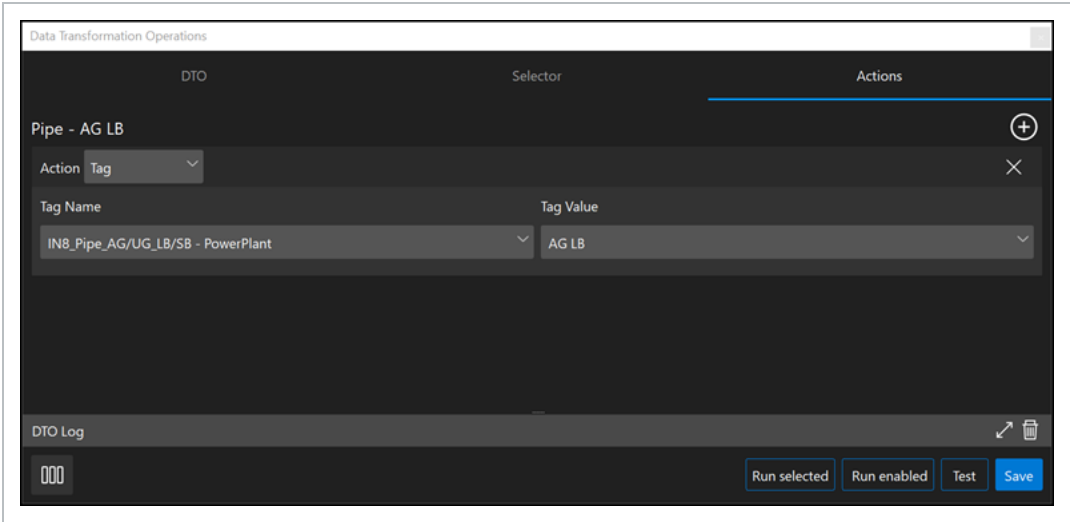 Data Transformation Operations
DTO Selector Actions
Pipe - AG LB
Action Tag
Tag Name Tag Value
IN8_Pipe_AG/UG_LB/SB - PowerPlant AG LB
DTO Log
Run selected Run enabled Test Save